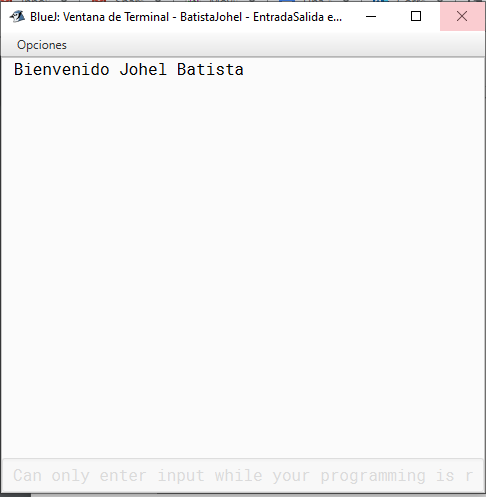 BlueJ: Ventana de Terminal - BatistaJohel - EntradaSalida e...
Opciones
Bienvenido Johel Batista
Can only enter input while your programming is r